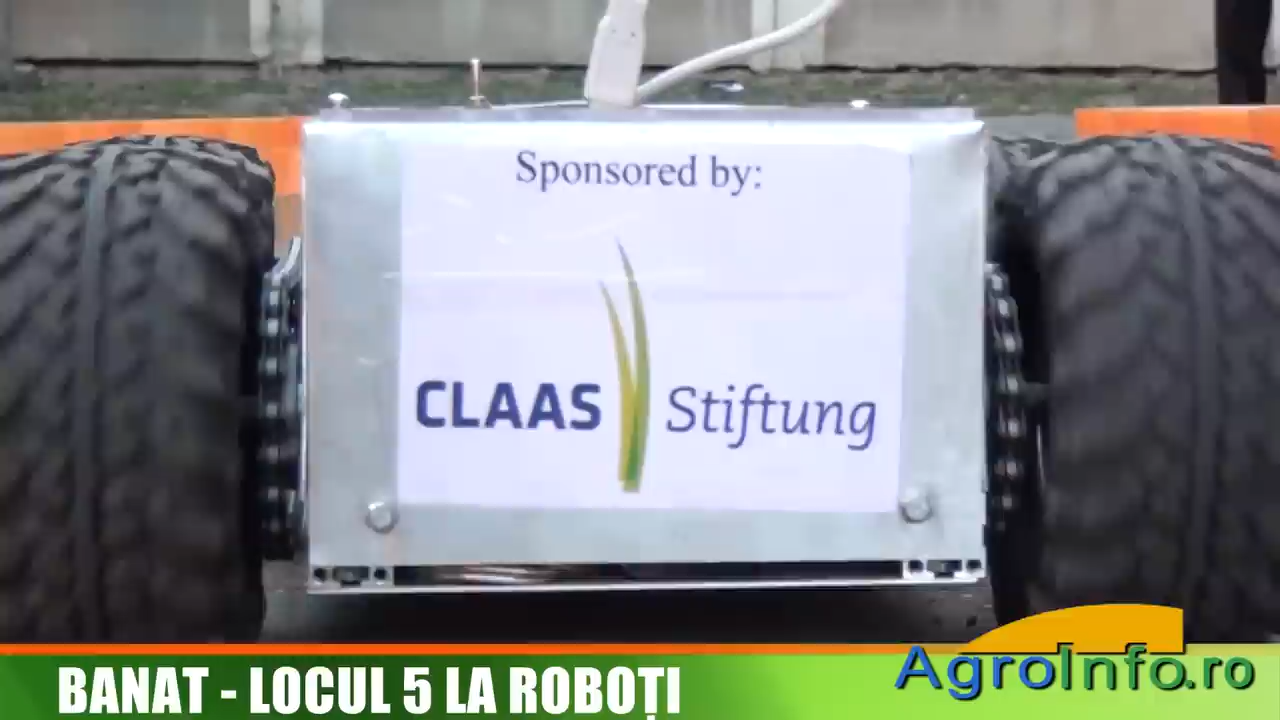 Sponsored by:
CLAAS Stiftung
BANAT - LOCUL 5 LA ROBOȚI
AgroInfo.ro